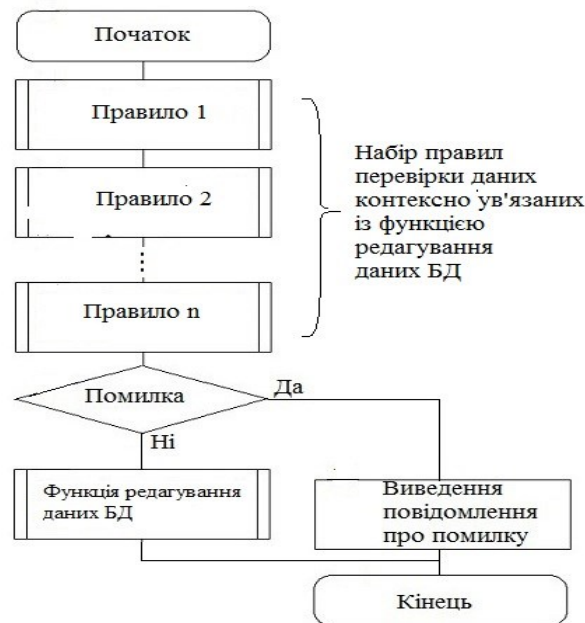 Початок
Правило 1
Правило 2
Правило n
Набір правил
перевірки даних
контексно ув'язаних
із функцією
редагування
даних БД
Помилка
Да
Ні
Функція редагування
даних БД
Виведення
повідомлення
про помилку
Кінець